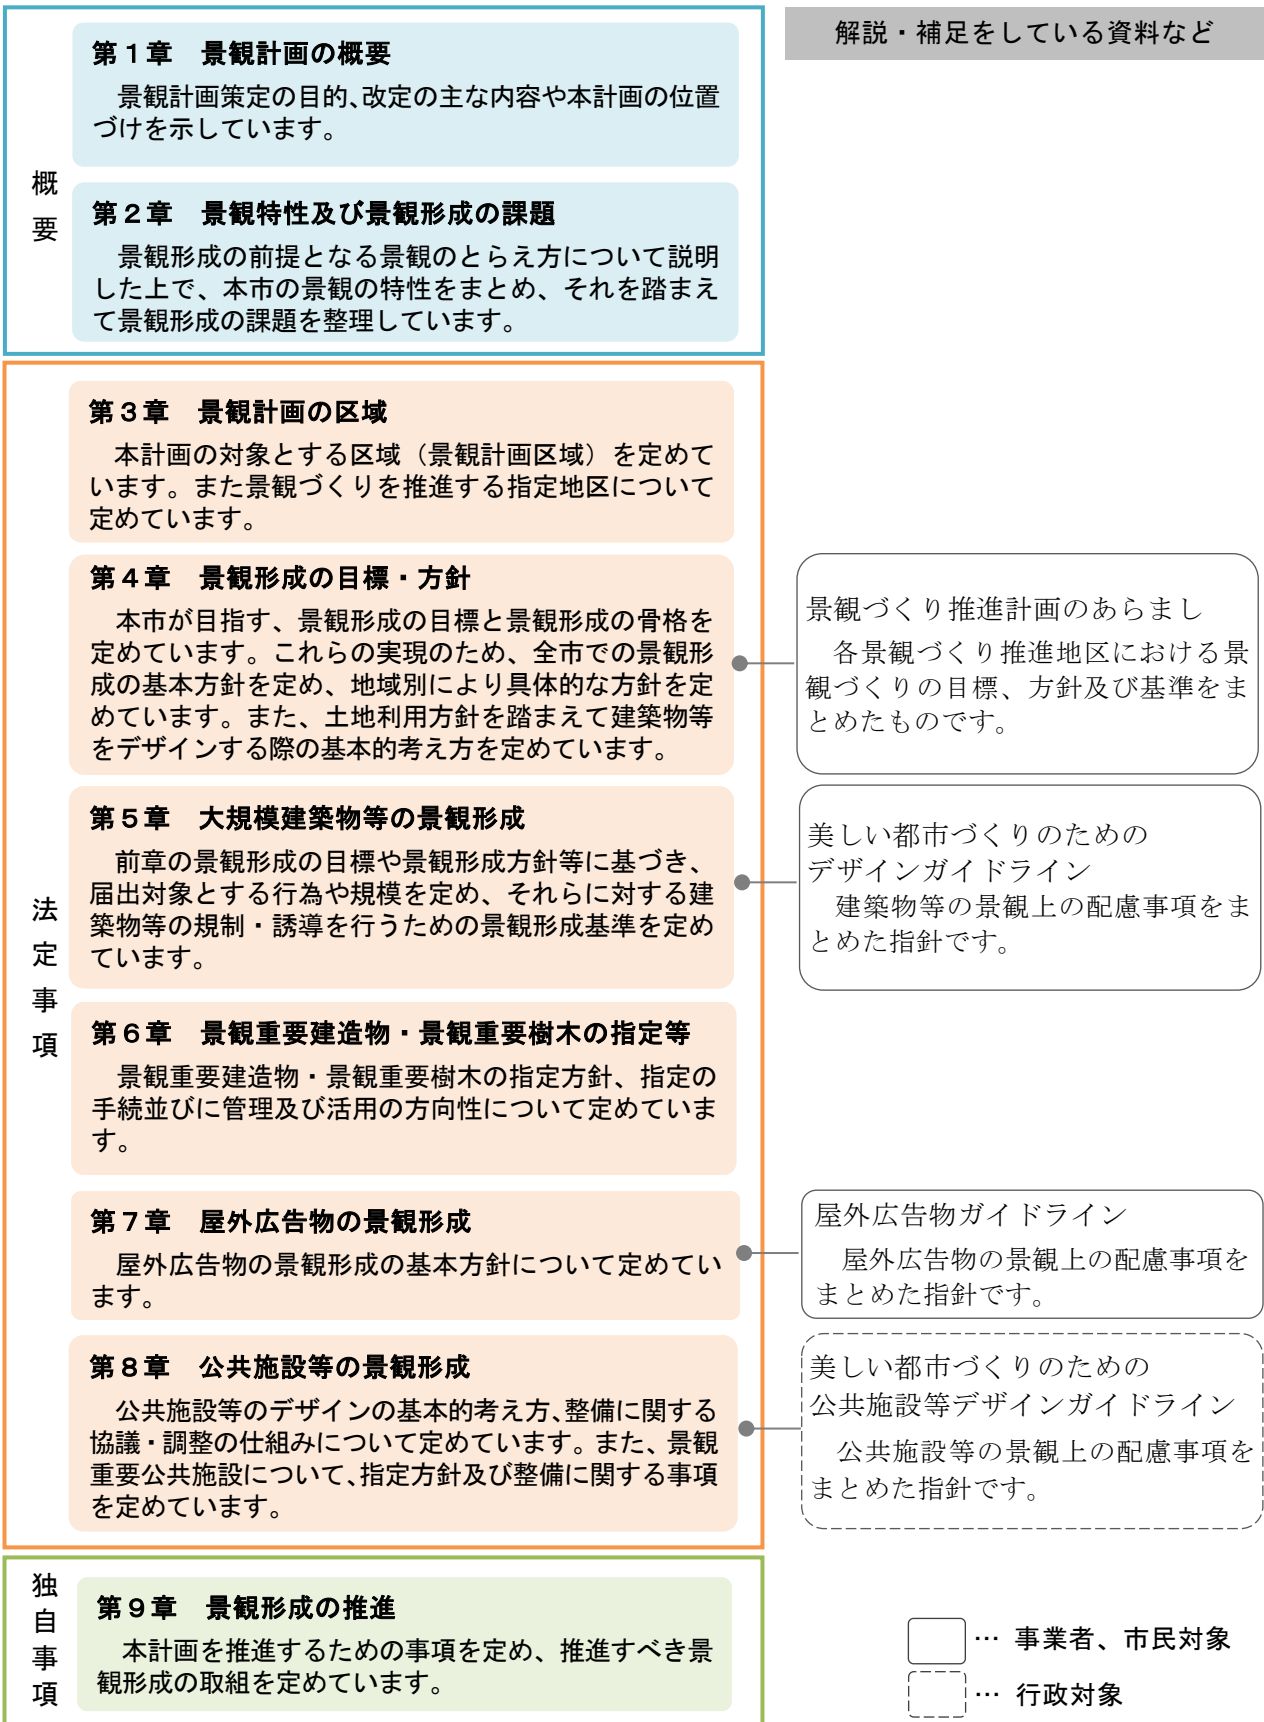 概要
第１章　景観計画の概要
景観計画策定の目的、改定の主な内容や本計画の位置
づけを示しています。
第２章　景観特性及び景観形成の課題
景観形成の前提となる景観のとらえ方について説明
した上で、本市の景観の特性をまとめ、それを踏まえ
て景観形成の課題を整理しています。
法定事項
第３章　景観計画の区域
本計画の対象とする区域（景観計画区域）を定めて
います。また景観づくりを推進する指定地区について
定めています。
第４章　景観形成の目標・方針
本市が目指す、景観形成の目標と景観形成の骨格を
定めています。これらの実現のため、全市での景観形
成の基本方針を定め、地域別により具体的な方針を定
めています。また、土地利用方針を踏まえて建築物等
をデザインする際の基本的考え方を定めています。
第５章　大規模建築物等の景観形成
前章の景観形成の目標や景観形成方針等に基づき、
届出対象とする行為や規模を定め、それらに対する建
築物等の規制・誘導を行うための景観形成基準を定め
ています。
第６章　景観重要建造物・景観重要樹木の指定等
景観重要建造物・景観重要樹木の指定方針、指定の
手続並びに管理及び活用の方向性について定めていま
す。
第７章　屋外広告物の景観形成
屋外広告物の景観形成の基本方針について定めてい
ます。
第８章　公共施設等の景観形成
公共施設等のデザインの基本的考え方、整備に関する
協議・調整の仕組みについて定めています。また、景観
重要公共施設について、指定方針及び整備に関する事項
を定めています。
独自事項
第９章　景観形成の推進
本計画を推進するための事項を定め、推進すべき景
観形成の取組を定めています。
解説・補足をしている資料など
景観づくり推進計画のあらまし
各景観づくり推進地区における景
観づくりの目標、方針及び基準をま
とめたものです。
美しい都市づくりのための
デザインガイドライン
建築物等の景観上の配慮事項をま
とめた指針です。
屋外広告物ガイドライン
屋外広告物の景観上の配慮事項を
まとめた指針です。
美しい都市づくりのための
公共施設等デザインガイドライン
公共施設等の景観上の配慮事項を
まとめた指針です。
… 事業者、市民対象
… 行政対象